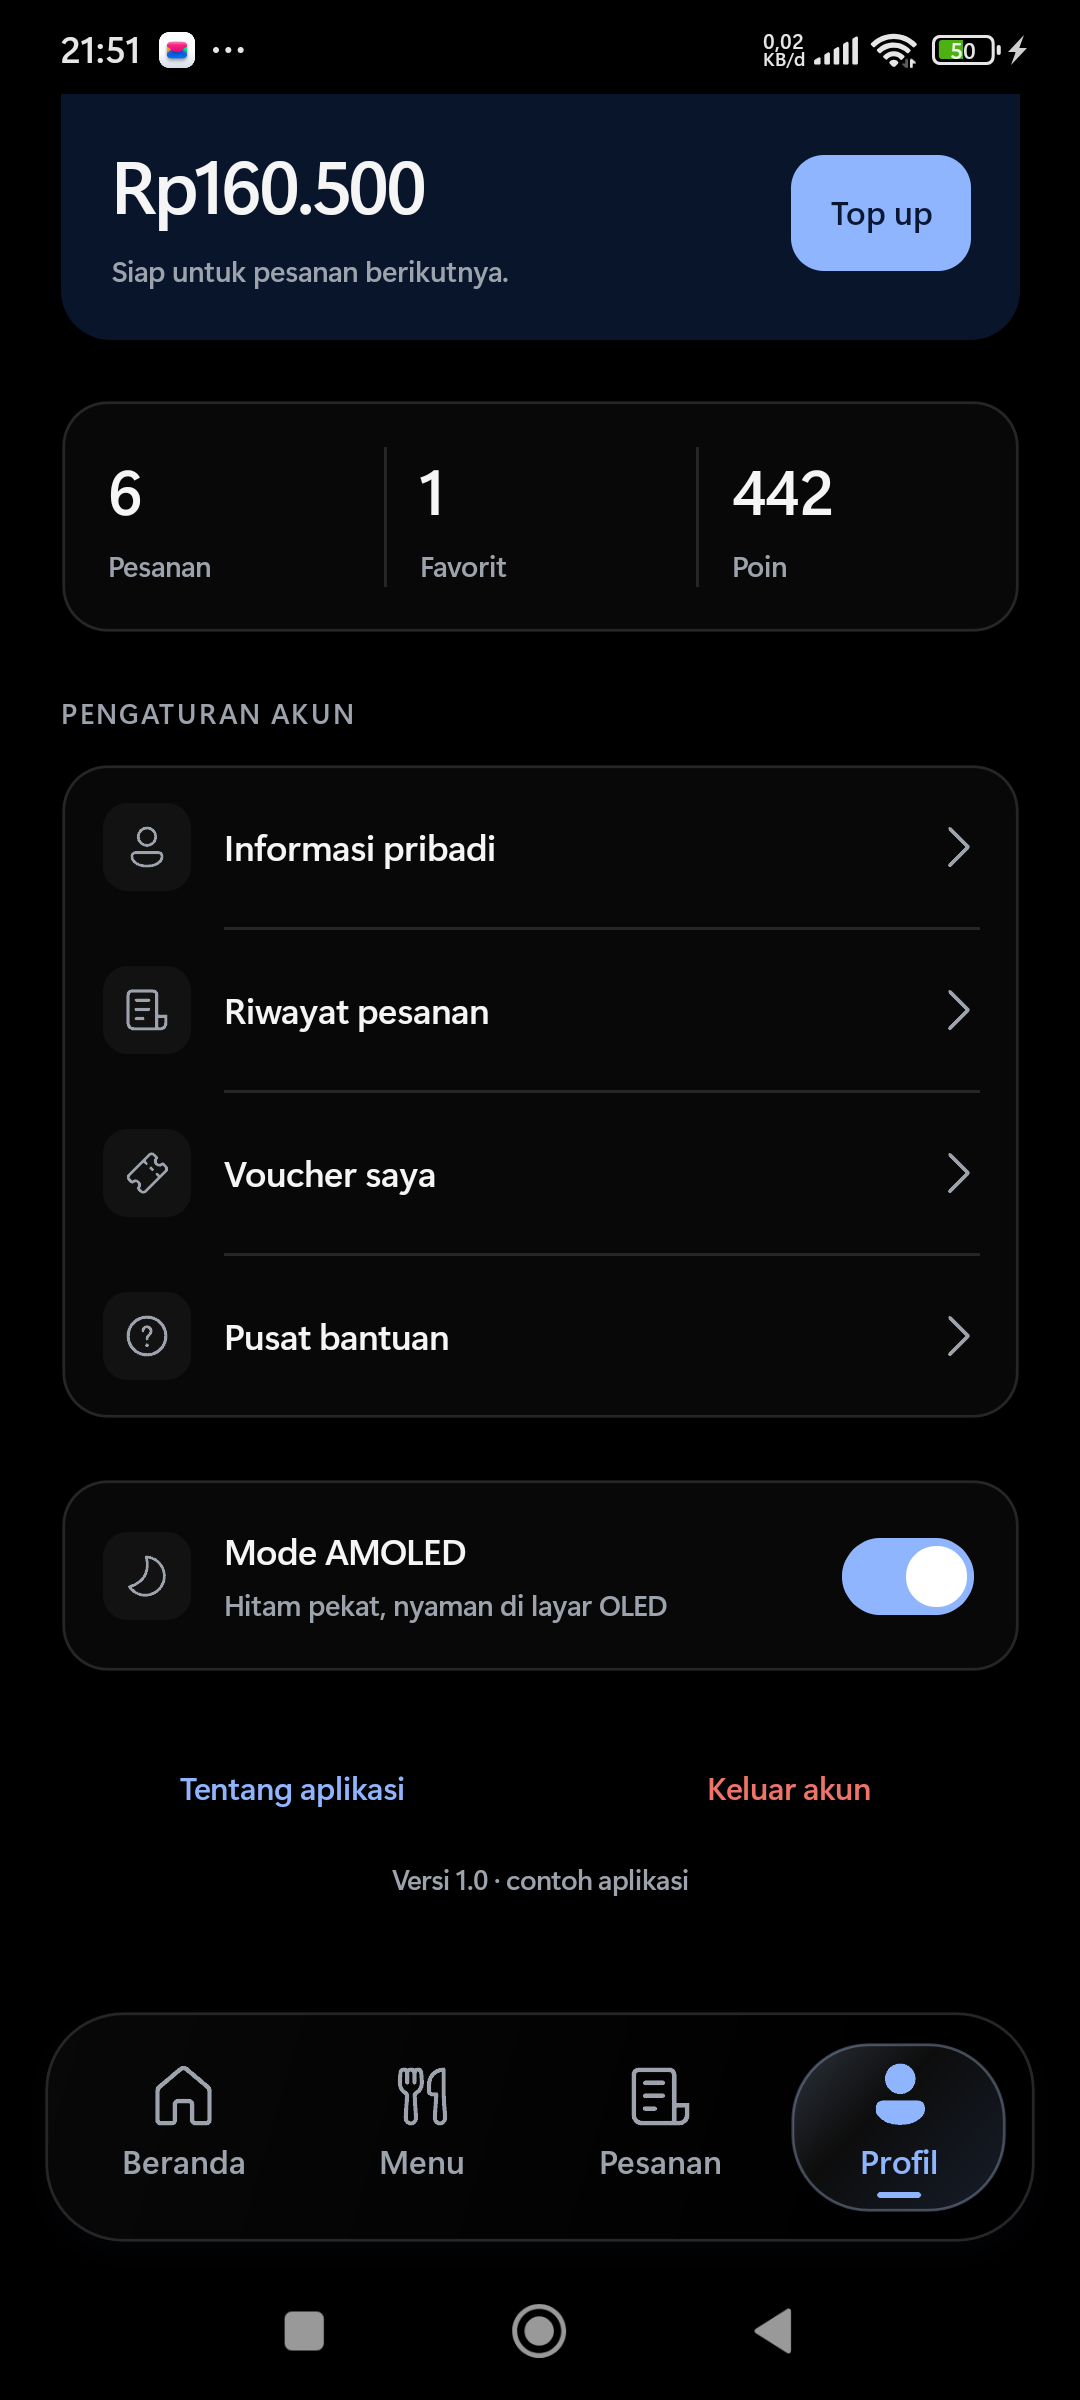 21:51
0,02
KB/d
50
Rp160.500
Top up
Siap untuk pesanan berikutnya.
6
1
442
Pesanan
Favorit
Poin
PENGATURAN AKUN
Informasi pribadi
Riwayat pesanan
Voucher saya
Pusat bantuan
Mode AMOLED
Hitam pekat, nyaman di layar OLED
Tentang aplikasi
Keluar akun
Versi 1.0 · contoh aplikasi
Beranda
Menu
Pesanan
Profil